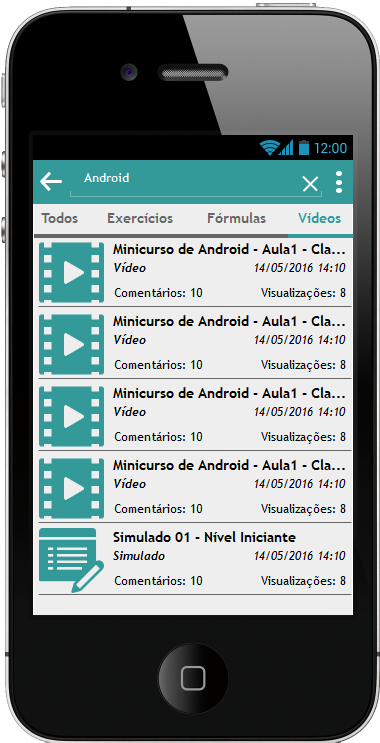 12:00
Android
Todos Exercícios Fórmulas Vídeos
Minicurso de Android - Aula1 - Cla...
Vídeo 14/05/2016 14:10
Comentários: 10 Visualizações: 8
Minicurso de Android - Aula1 - Cla...
Vídeo 14/05/2016 14:10
Comentários: 10 Visualizações: 8
Minicurso de Android - Aula1 - Cla...
Vídeo 14/05/2016 14:10
Comentários: 10 Visualizações: 8
Minicurso de Android - Aula1 - Cla...
Vídeo 14/05/2016 14:10
Comentários: 10 Visualizações: 8
Simulado 01 - Nível Iniciante
Simulado 14/05/2016 14:10
Comentários: 10 Visualizações: 8